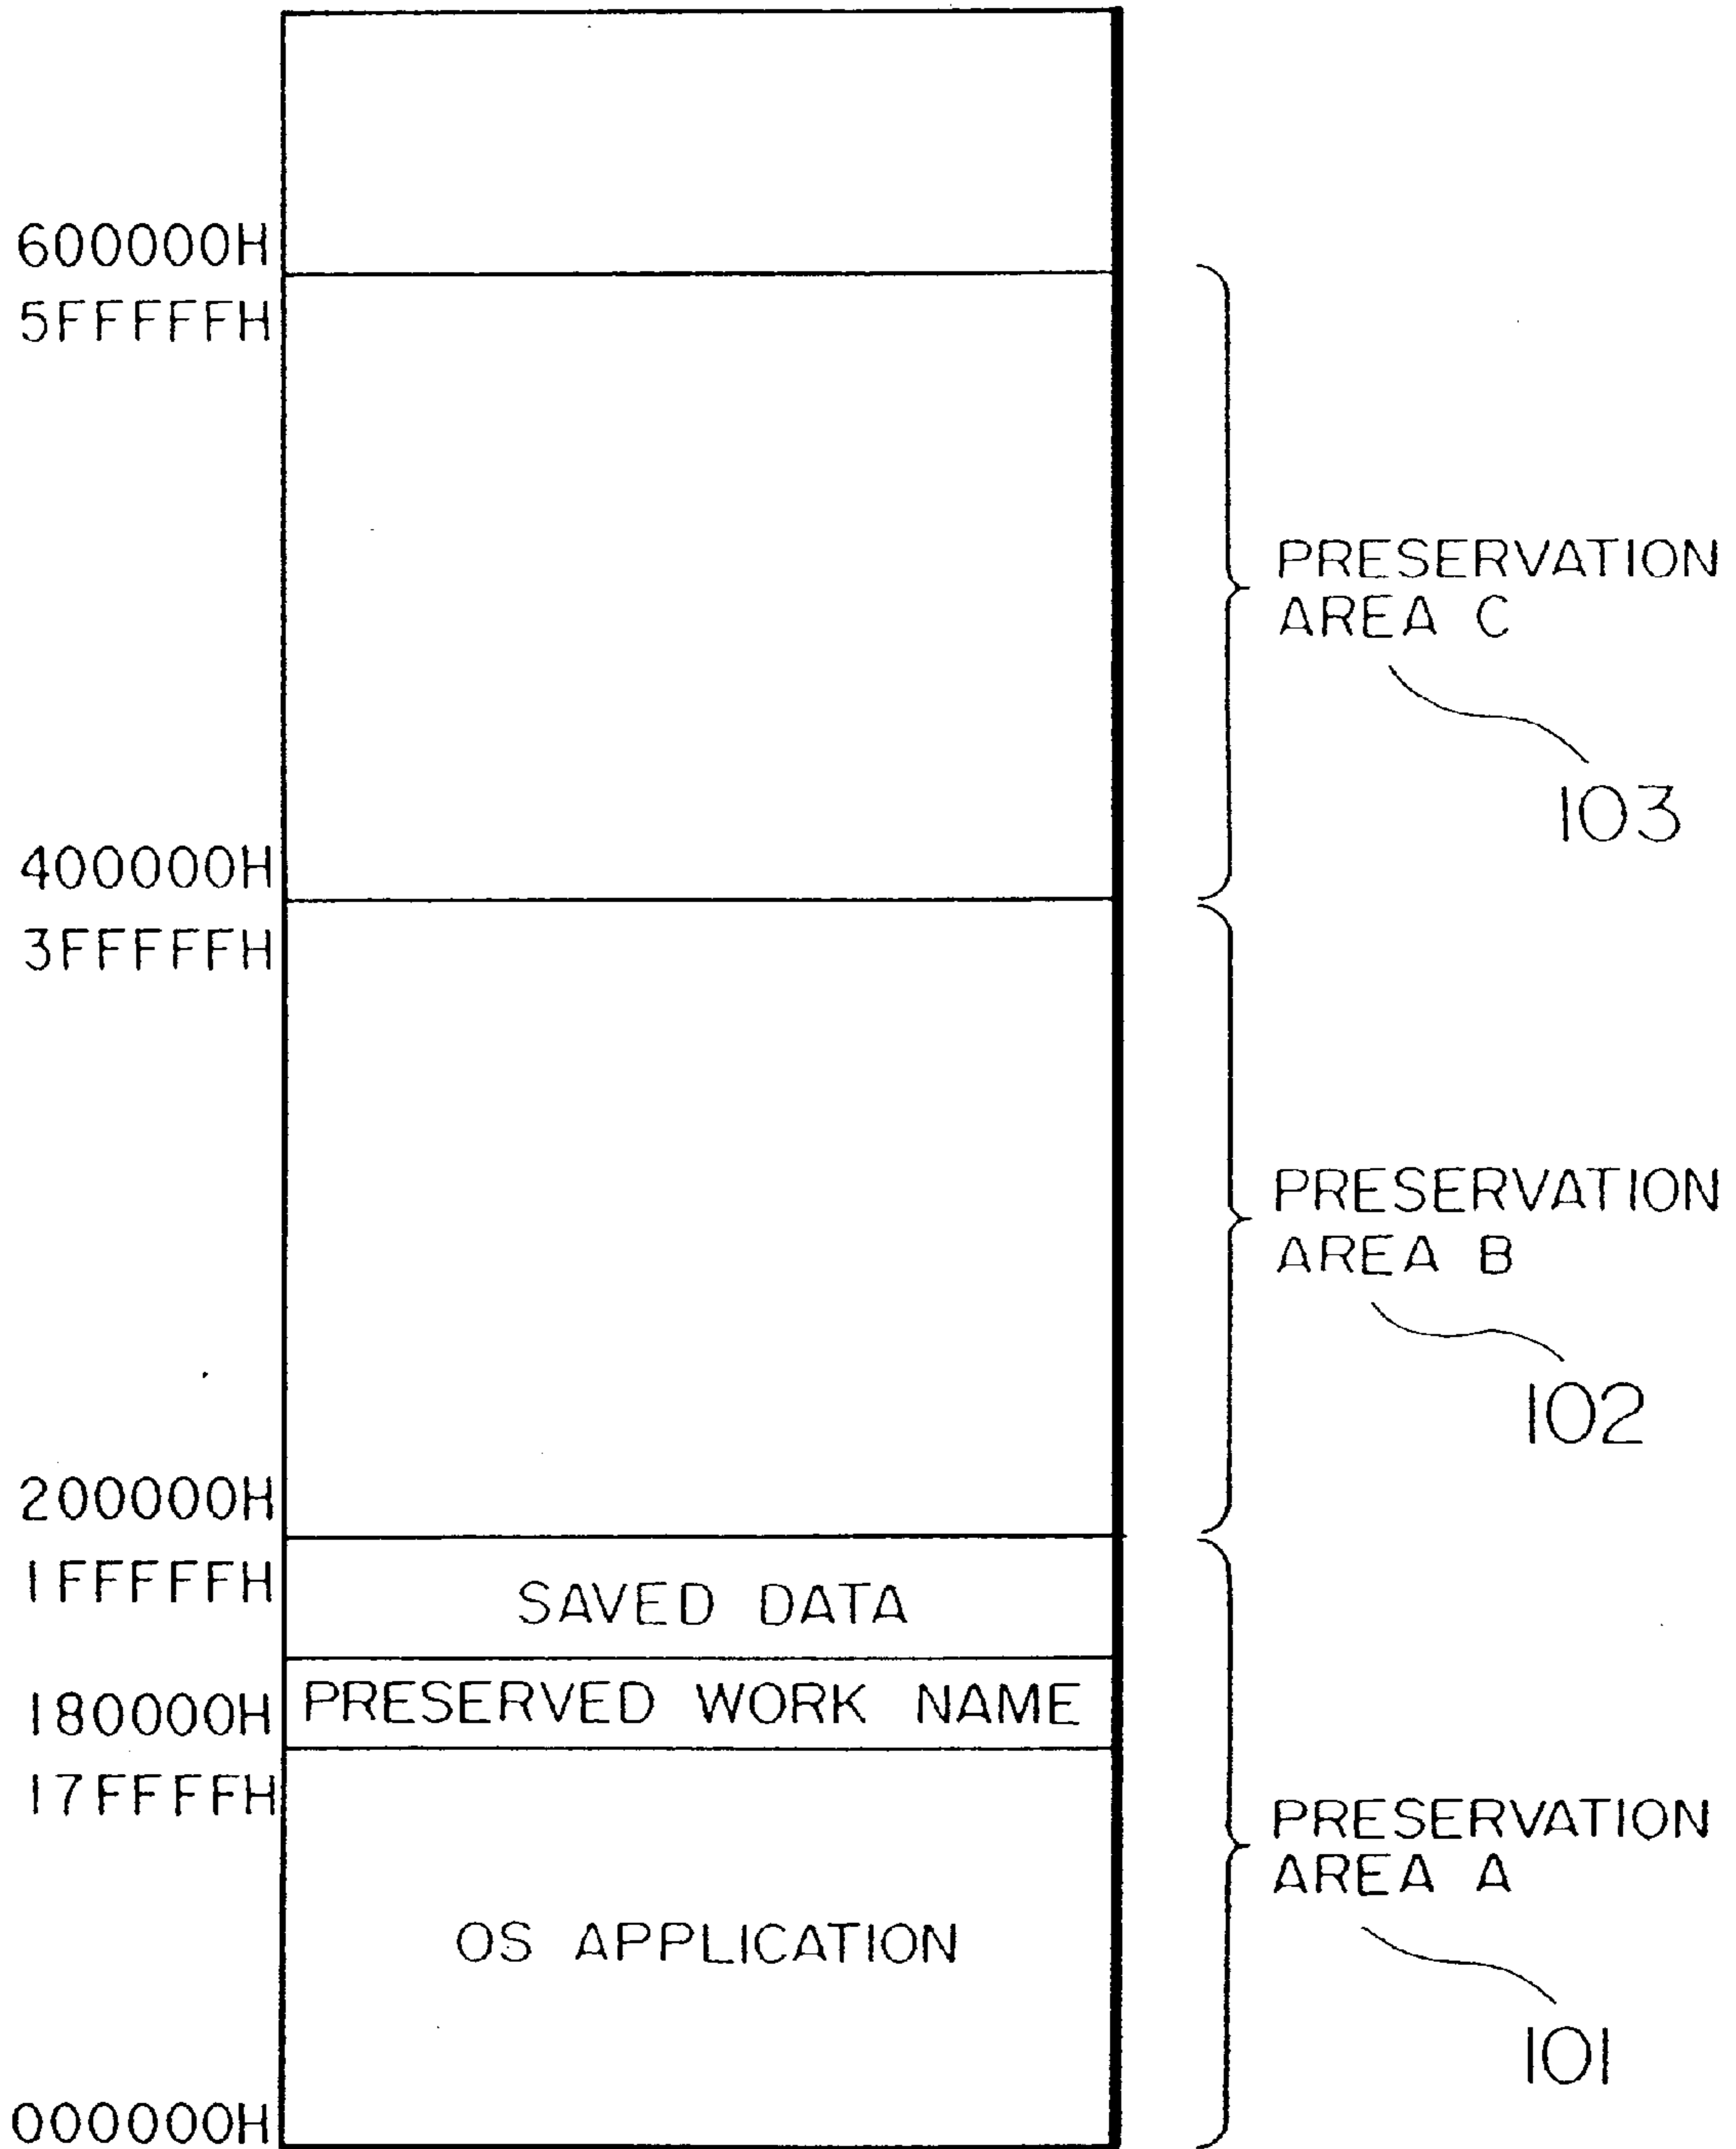 600000H
5FFFFFH
PRESERVATION
AREA C
103
400000H
3FFFFFH
PRESERVATION
AREA B
102
200000H
1FFFFFH
SAVED DATA
180000H
PRESERVED WORK NAME
17FFFFH
PRESERVATION
AREA A
OS APPLICATION
101
000000H